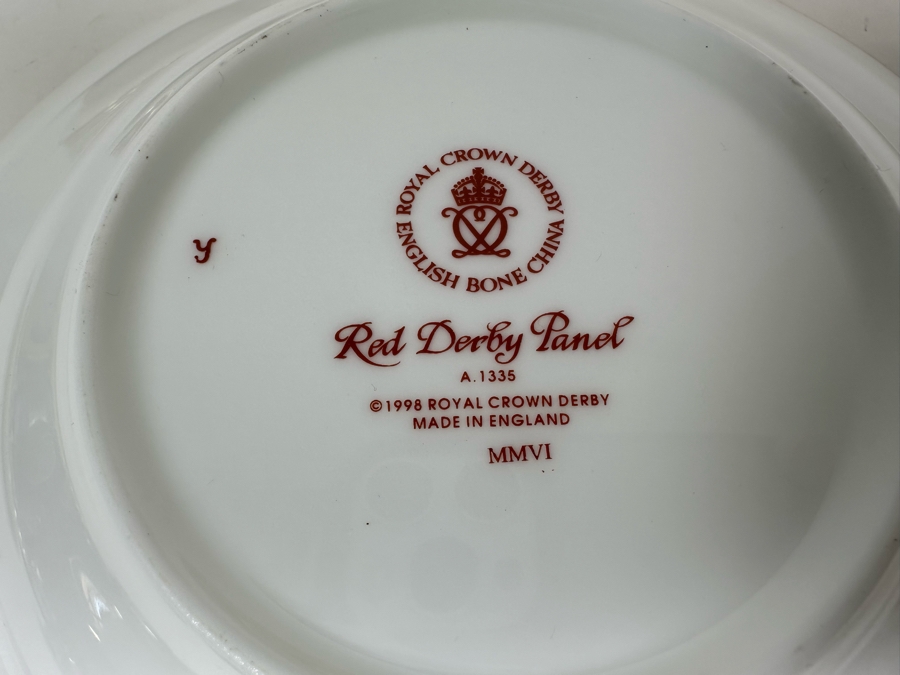 ROYAL CROWN DERBY
ENGLISH BONE CHINA
y
Red Derby Panel
A.1335
©1998 ROYAL CROWN DERBY
MADE IN ENGLAND
MMVI